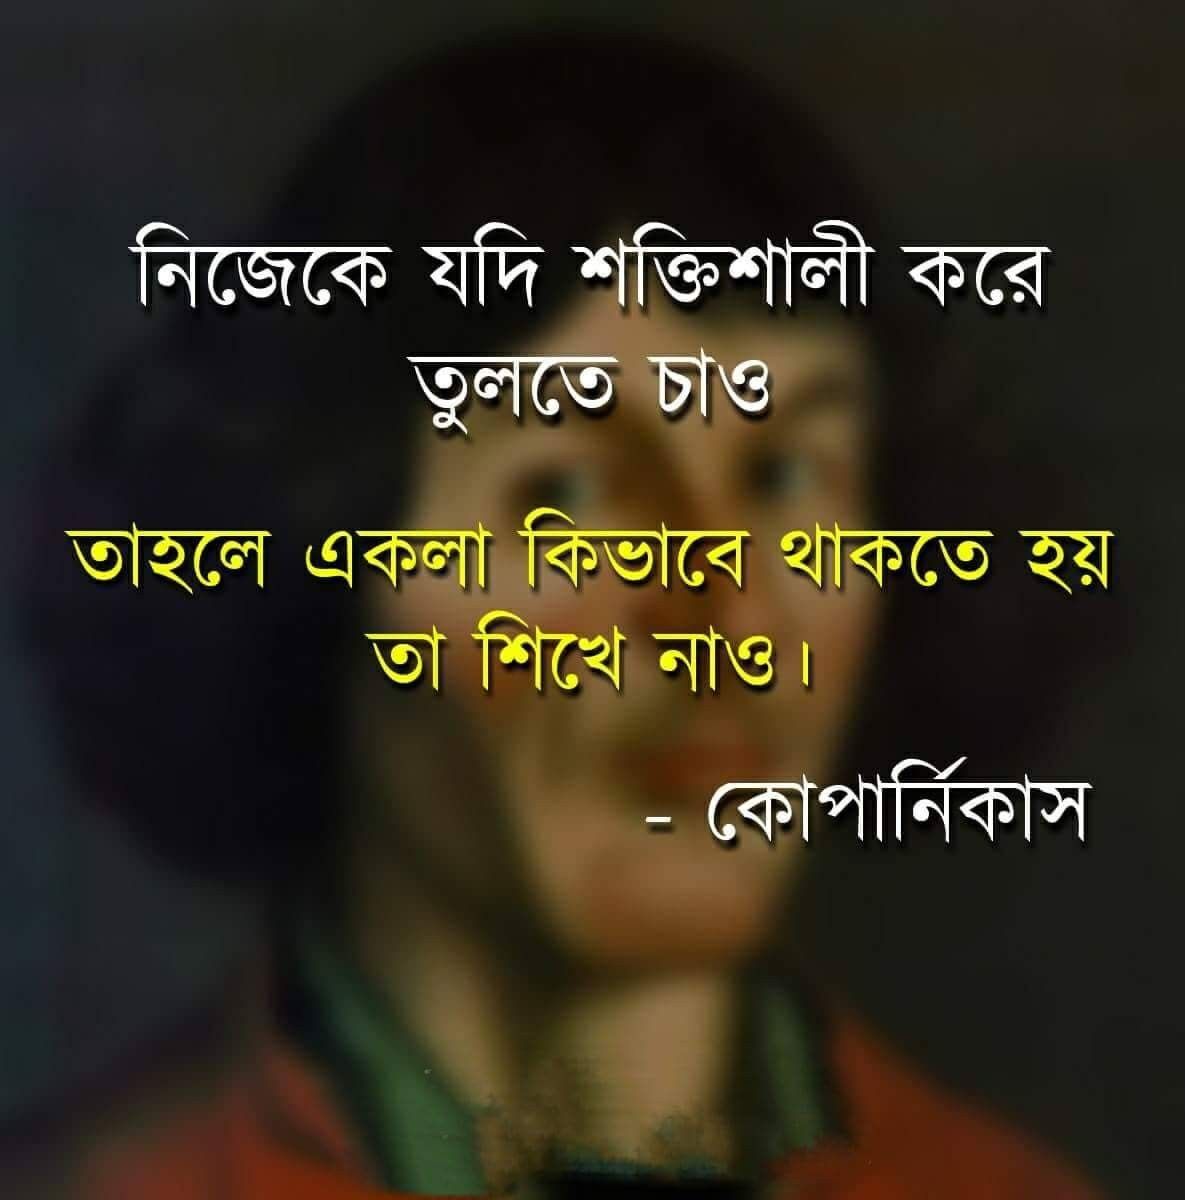 নিজেকে যদি শক্তিশালী করে
তুলতে চাও
তাহলে একলা কিভাবে থাকতে হয়
তা শিখে নাও।
- কোপার্নিকাস